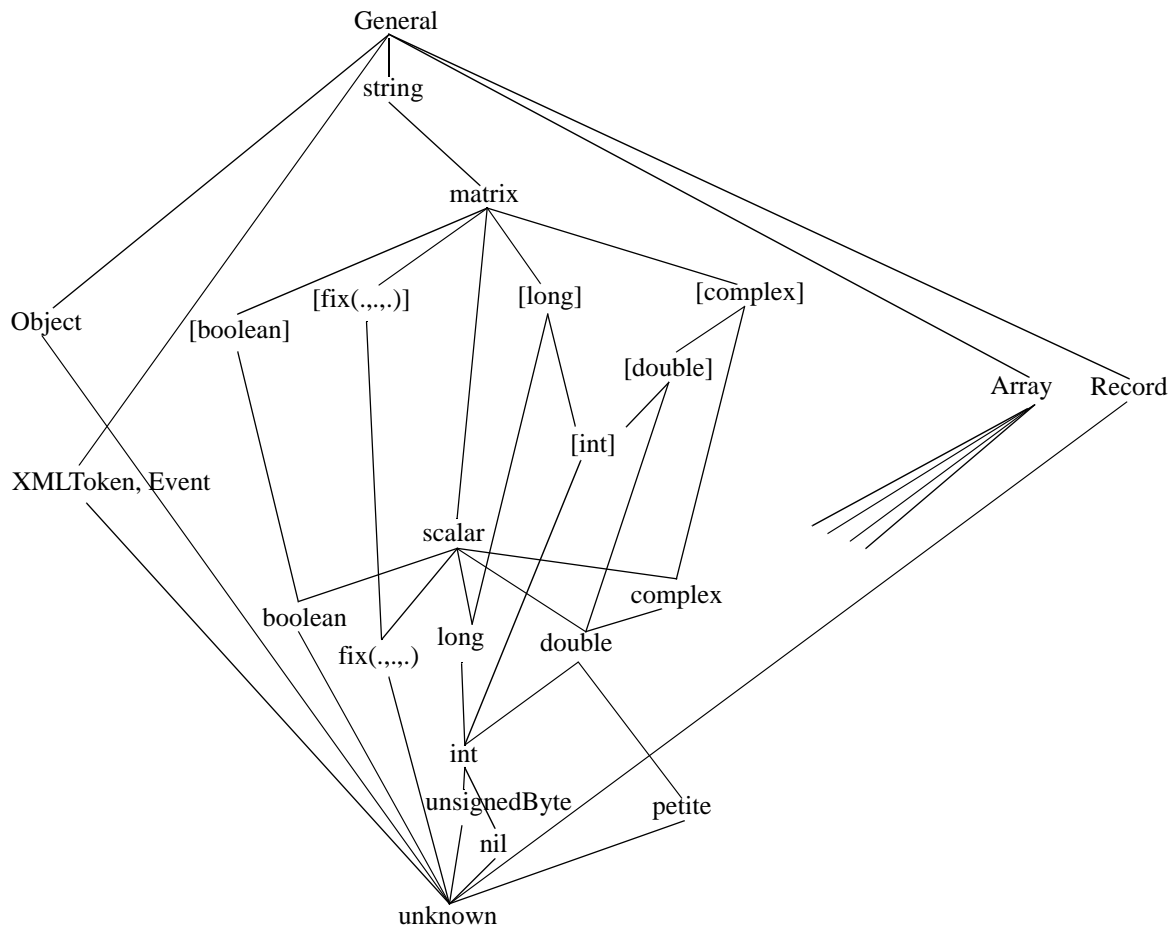 General
string
matrix
[fix(.,.,.)]
[long]
[complex]
Object
[boolean]
[double]
Array
Record
[int]
XMLToken, Event
scalar
complex
boolean
long
double
fix(.,.,.)
int
unsignedByte
petite
nil
unknown